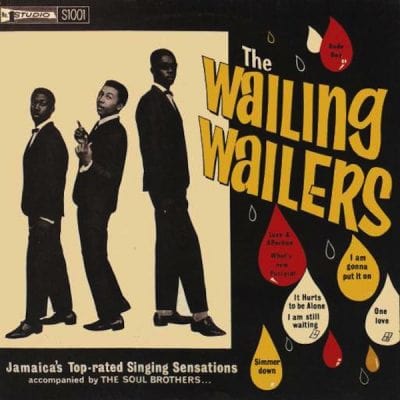 STUDIO
S1001
Rude
Boy
The
WAILING
WAILERS
Love &
Affection
What's
new
Pussycat
I am
gonna
put it on
It Hurts
to be Alone
I am still
waiting
One
love
Simmer
down
Jamaica's Top-rated Singing Sensations
accompanied by THE SOUL BROTHERS...